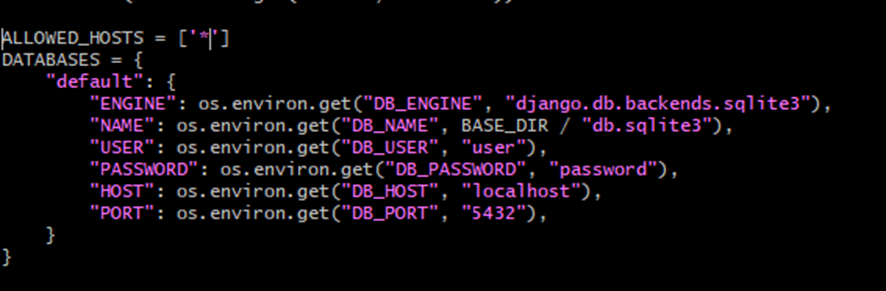 ALLOWED_HOSTS = ['*']
DATABASES = {
    "default": {
        "ENGINE": os.environ.get("DB_ENGINE", "django.db.backends.sqlite3"),
        "NAME": os.environ.get("DB_NAME", BASE_DIR / "db.sqlite3"),
        "USER": os.environ.get("DB_USER", "user"),
        "PASSWORD": os.environ.get("DB_PASSWORD", "password"),
        "HOST": os.environ.get("DB_HOST", "localhost"),
        "PORT": os.environ.get("DB_PORT", "5432"),
    }
}